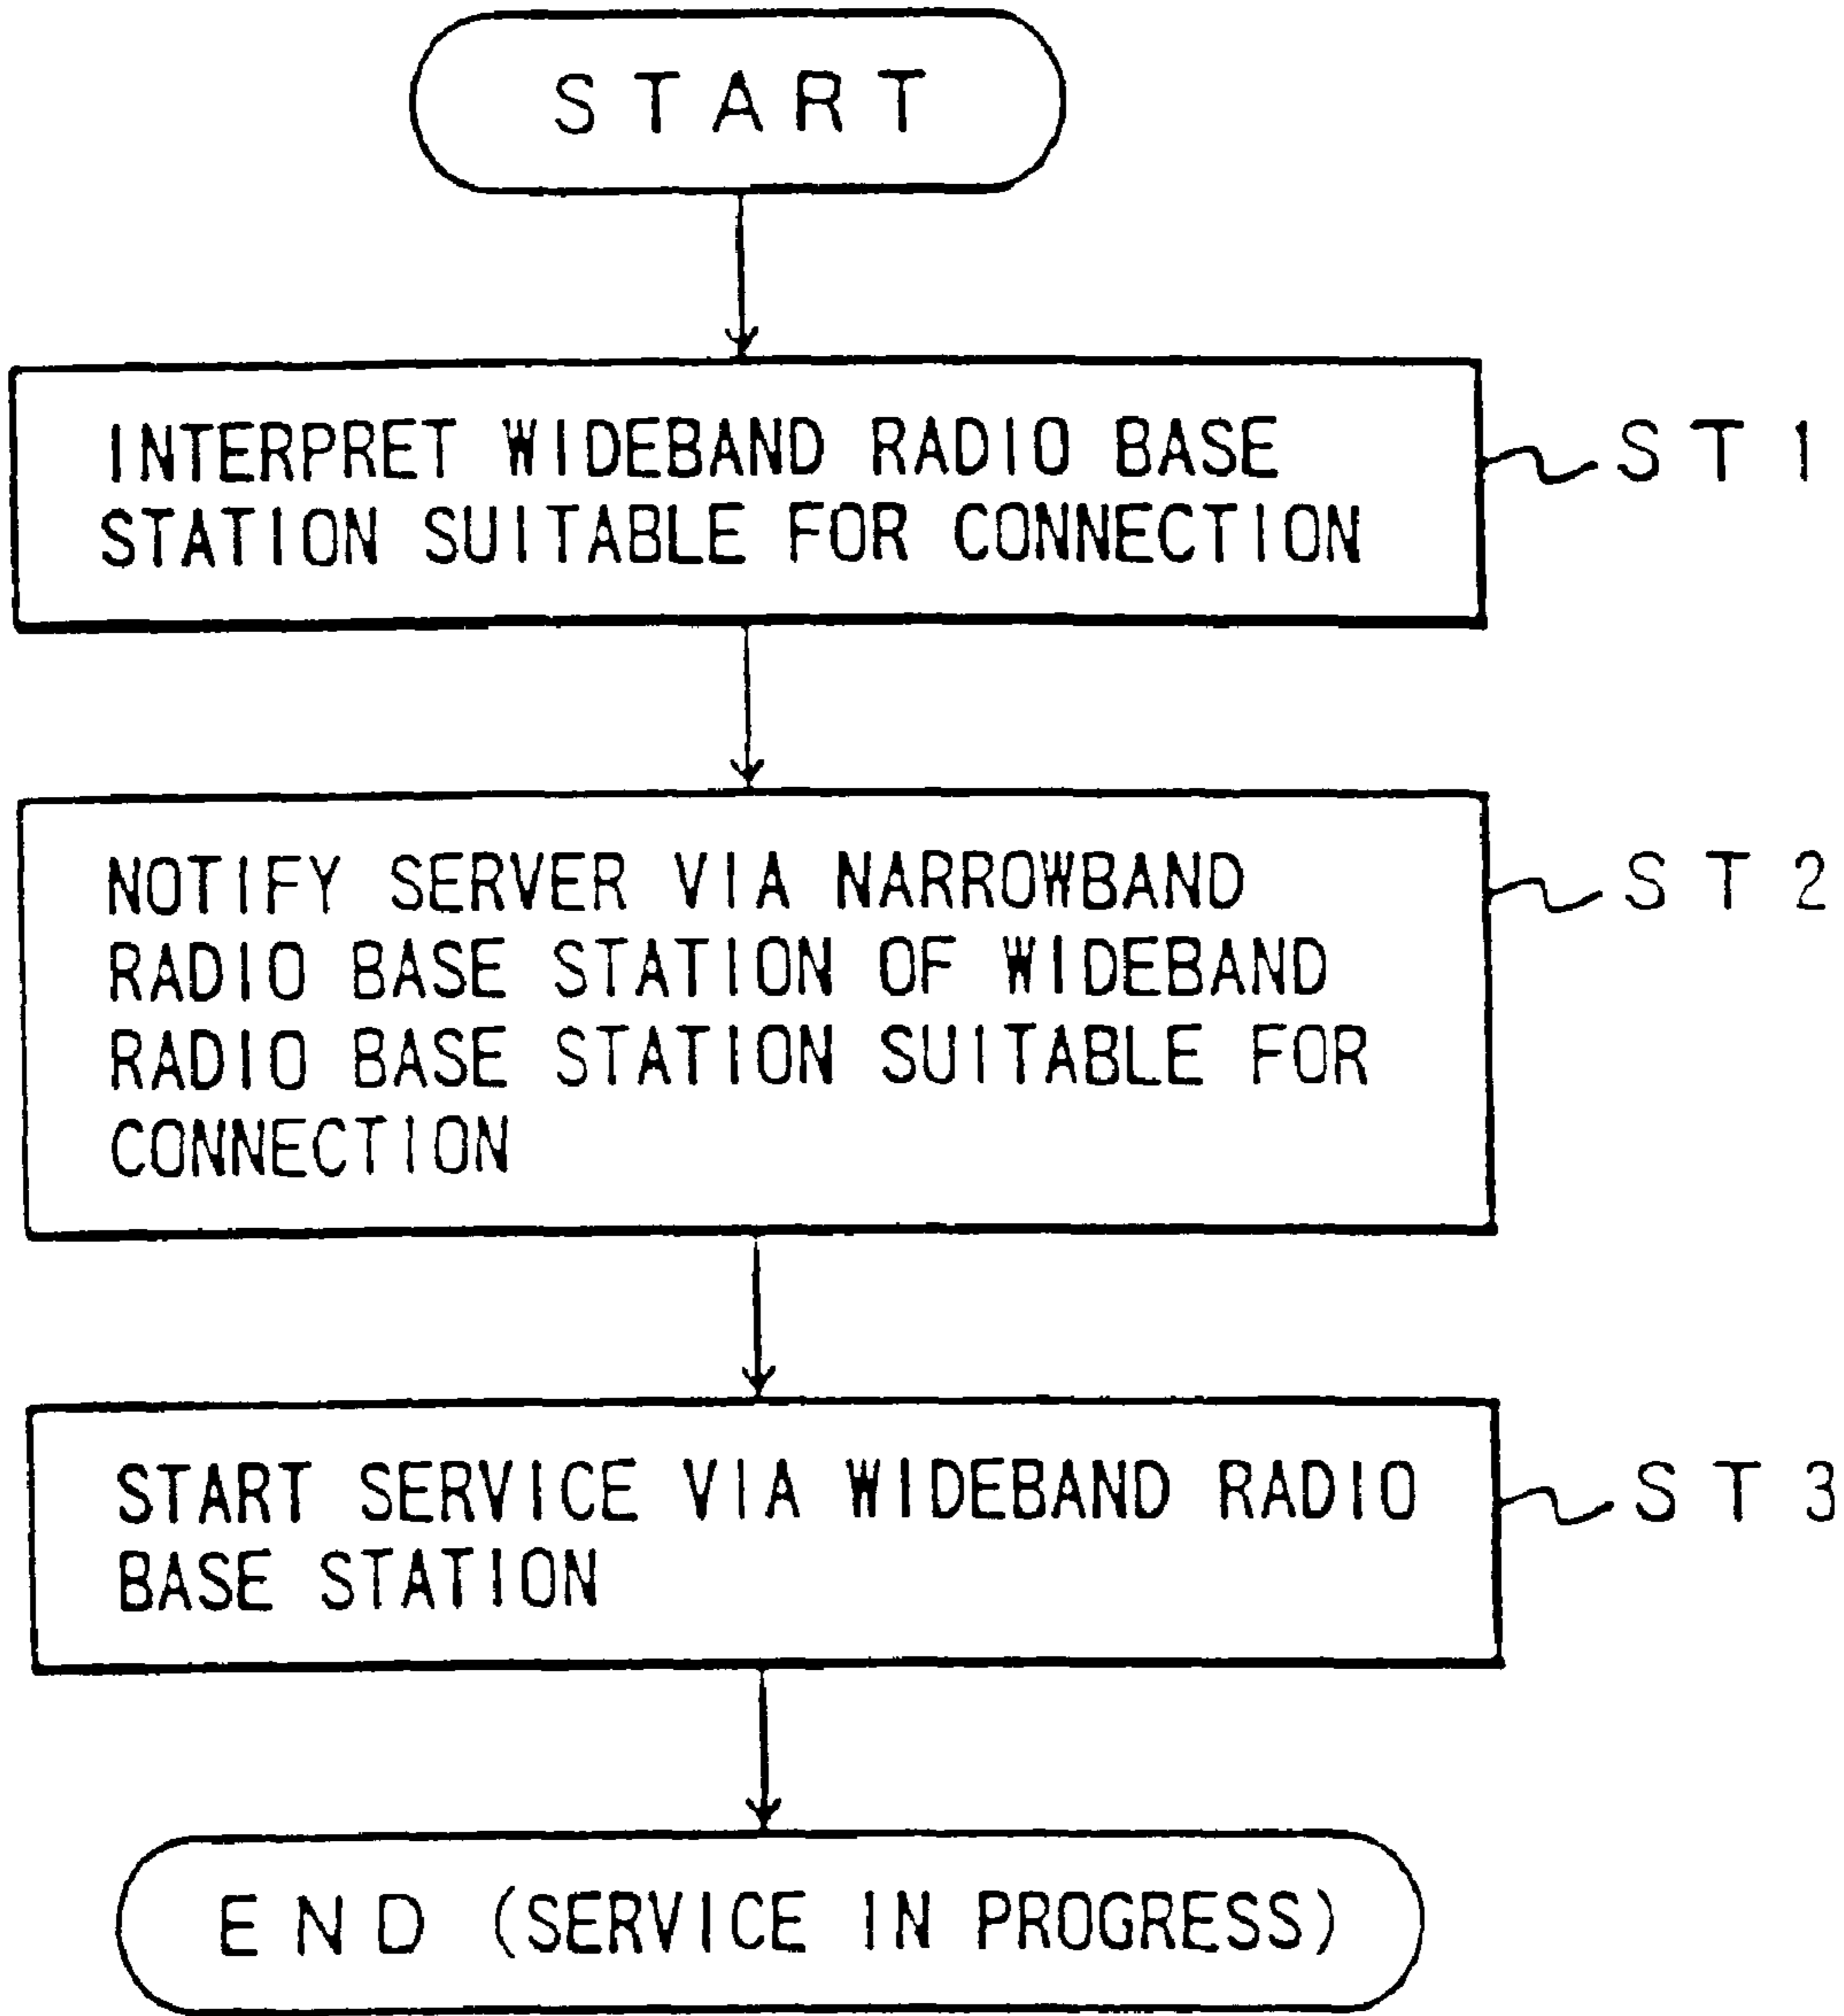 START
INTERPRET WIDEBAND RADIO BASE
STATION SUITABLE FOR CONNECTION
ST1
NOTIFY SERVER VIA NARROWBAND
RADIO BASE STATION OF WIDEBAND
RADIO BASE STATION SUITABLE FOR
CONNECTION
ST2
START SERVICE VIA WIDEBAND RADIO
BASE STATION
ST3
END (SERVICE IN PROGRESS)